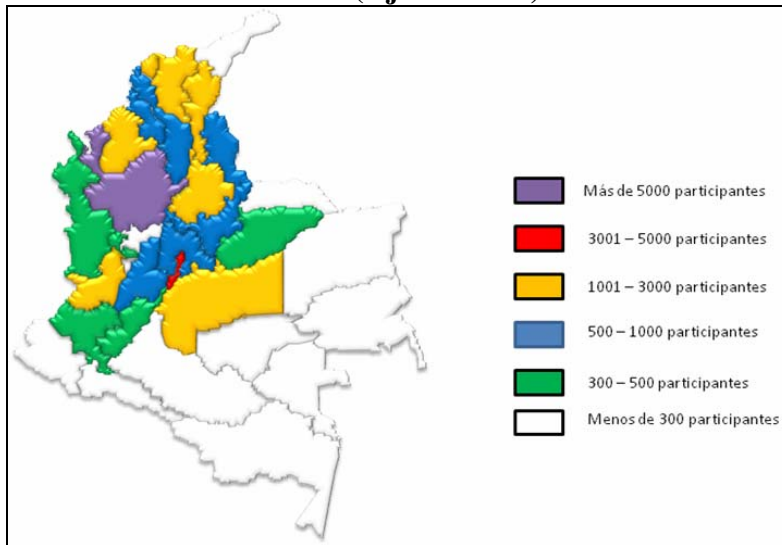 Más de 5000 participantes
3001 – 5000 participantes
1001 – 3000 participantes
500 – 1000 participantes
300 – 500 participantes
Menos de 300 participantes